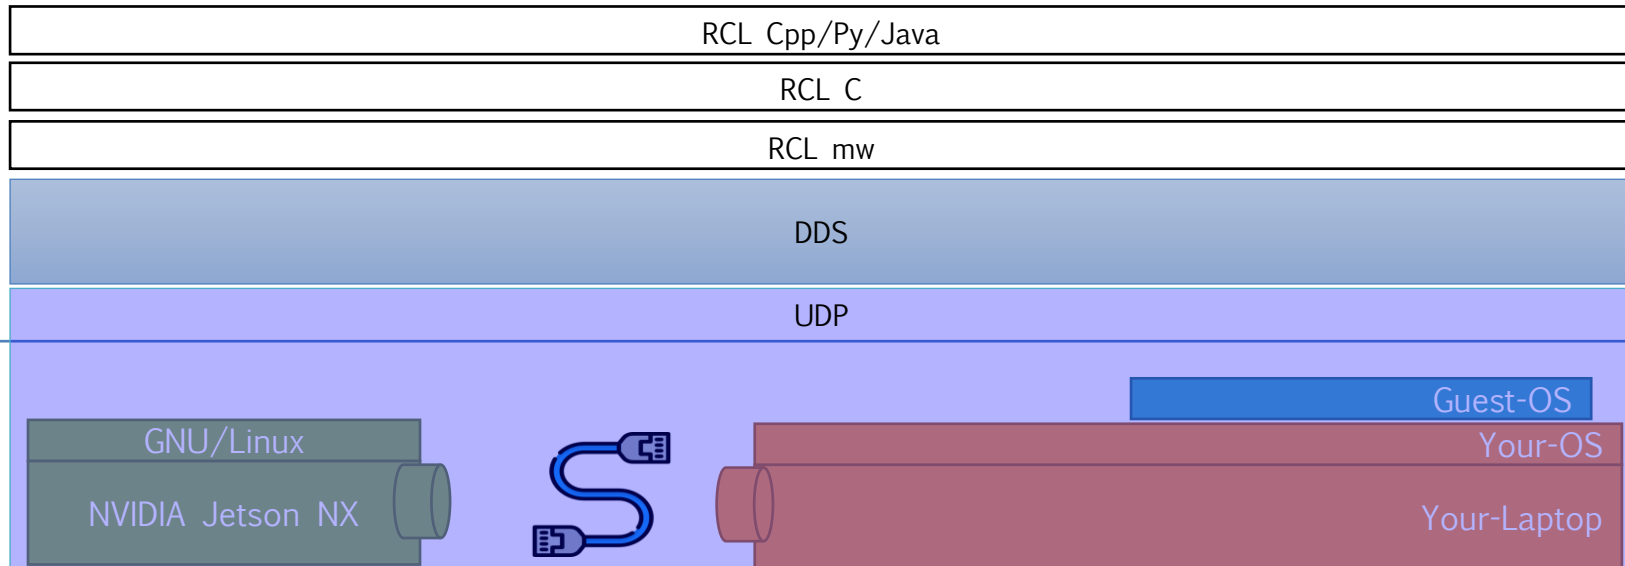 RCL Cpp/Py/Java
RCL C
RCL mw
DDS
UDP
Guest-OS
GNU/Linux
Your-OS
NVIDIA Jetson NX
Your-Laptop